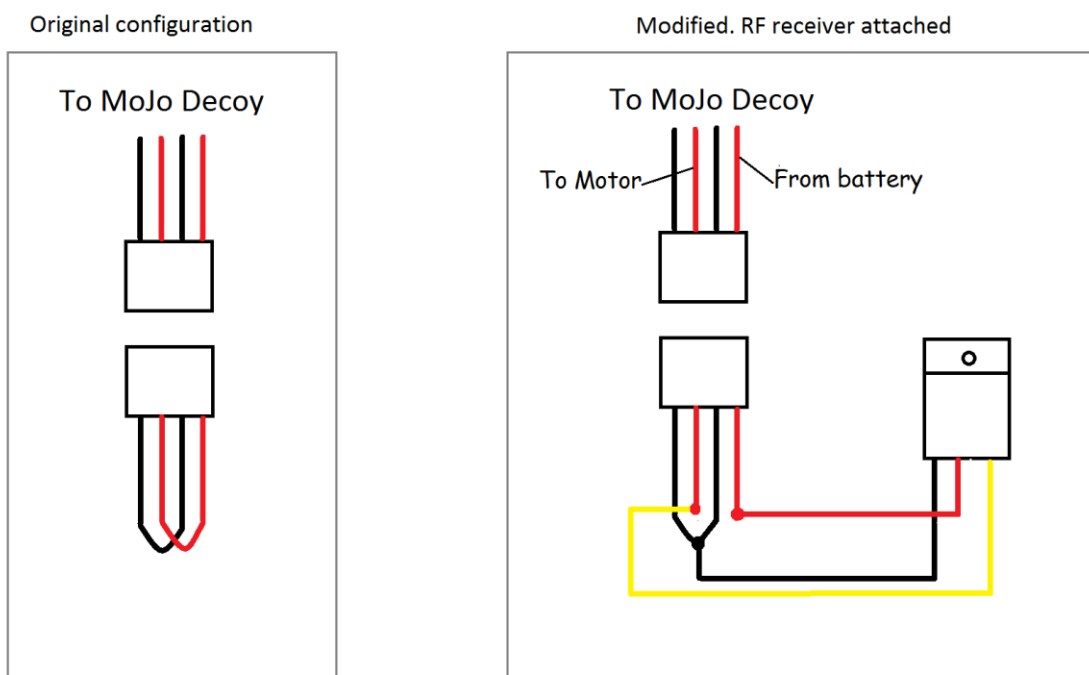 Original configuration
To MoJo Decoy
Modified. RF receiver attached
To MoJo Decoy
To Motor
From battery